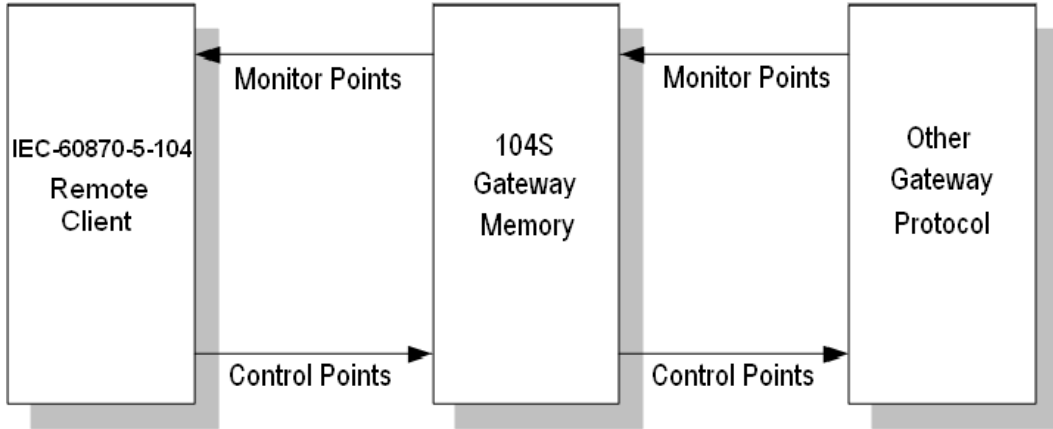 Monitor Points
Monitor Points
IEC-60870-5-104
Remote
Client
104S
Gateway
Memory
Other
Gateway
Protocol
Control Points
Control Points